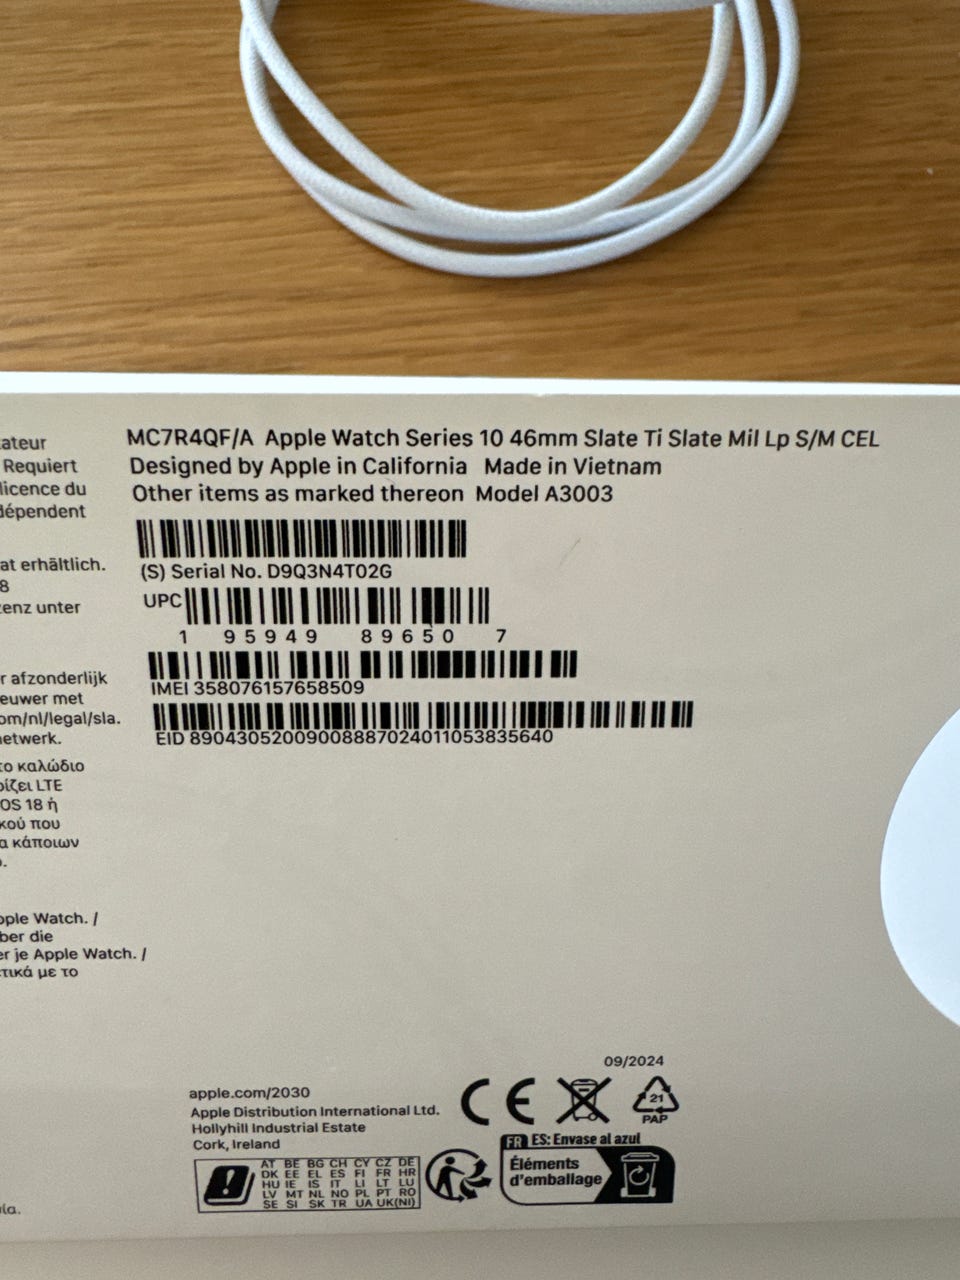 ateur
Requiert
licence du
dépendent
at erhältlich.
8
enz unter
r afzonderlijk
euwer met
om/nl/legal/sla.
etwerk.
το καλώδιο
ρίζει LTE
OS 18 ή
κού που
α κάποιων
pple Watch. /
ber die
er je Apple Watch. /
τικά με το
MC7R4QF/A Apple Watch Series 10 46mm Slate Ti Slate Mil Lp S/M CEL
Designed by Apple in California Made in Vietnam
Other items as marked thereon Model A3003
(S) Serial No. D9Q3N4T02G
UPC
1 95949 89650 7
IMEI 358076157658509
EID 89043052009008887024011053835640
09/2024
apple.com/2030
Apple Distribution International Ltd.
Hollyhill Industrial Estate
Cork, Ireland
CE
21
PAP
FR ES: Envase al azul
Éléments
d'emballage
AT BE BG CH CY CZ DE
DK EE EL ES FI FR HR
HU IE IS IT LI LT LU
LV MT NL NO PL PT RO
SE SI SK TR UA UK(NI)